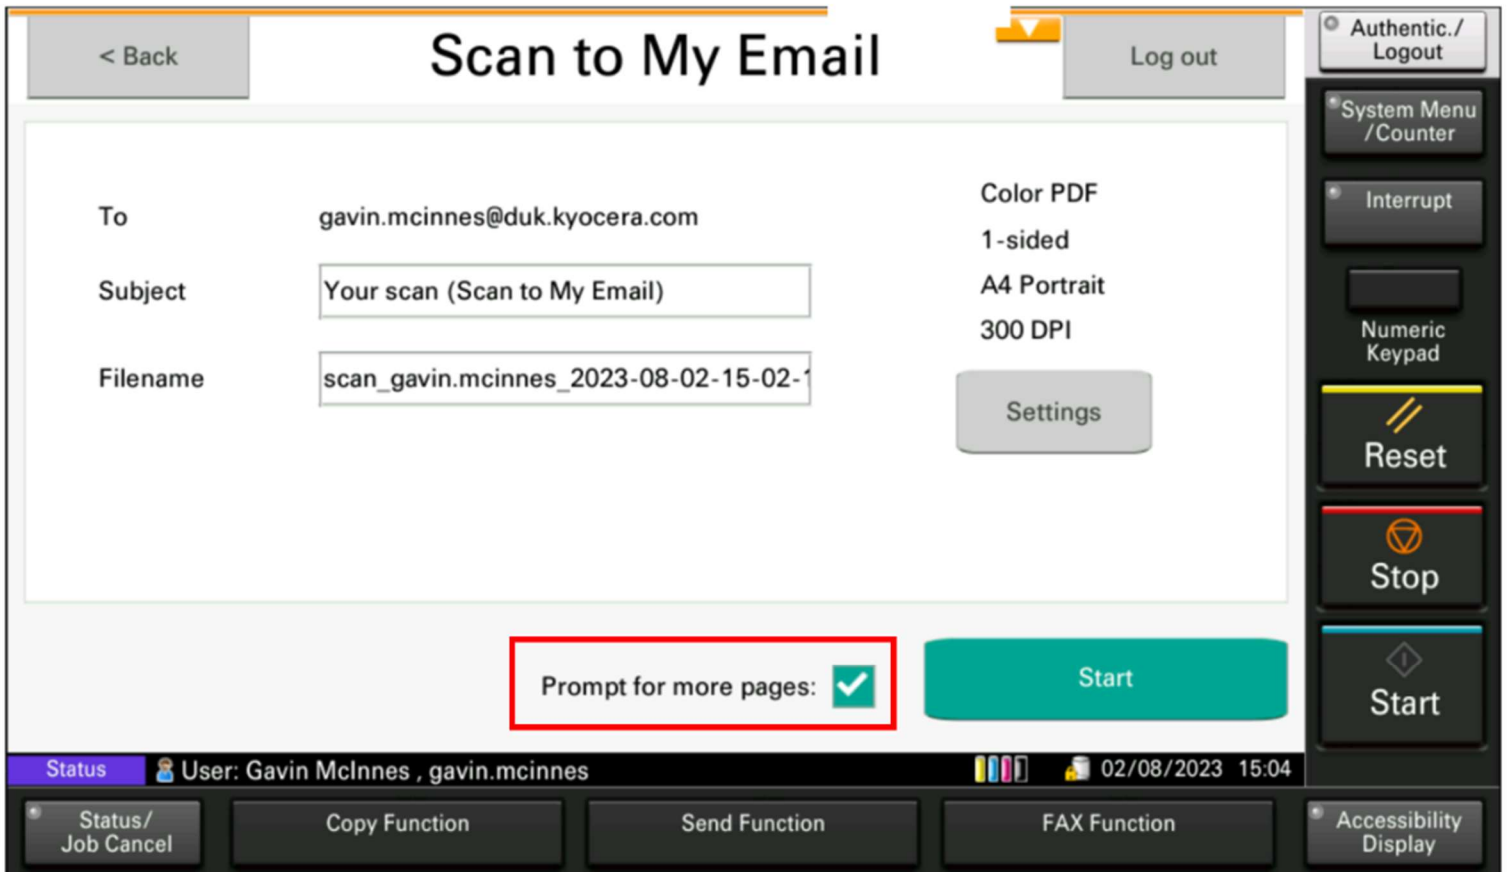 < Back
Scan to My Email
Log out
Authentic./
Logout
System Menu
/Counter
Interrupt
Numeric
Keypad
Reset
Stop
Start
To
gavin.mcinnes@duk.kyocera.com
Subject
Your scan (Scan to My Email)
Filename
scan_gavin.mcinnes_2023-08-02-15-02-1
Color PDF
1-sided
A4 Portrait
300 DPI
Settings
Prompt for more pages:
Start
Status
User: Gavin McInnes , gavin.mcinnes
02/08/2023 15:04
Status/
Job Cancel
Copy Function
Send Function
FAX Function
Accessibility
Display